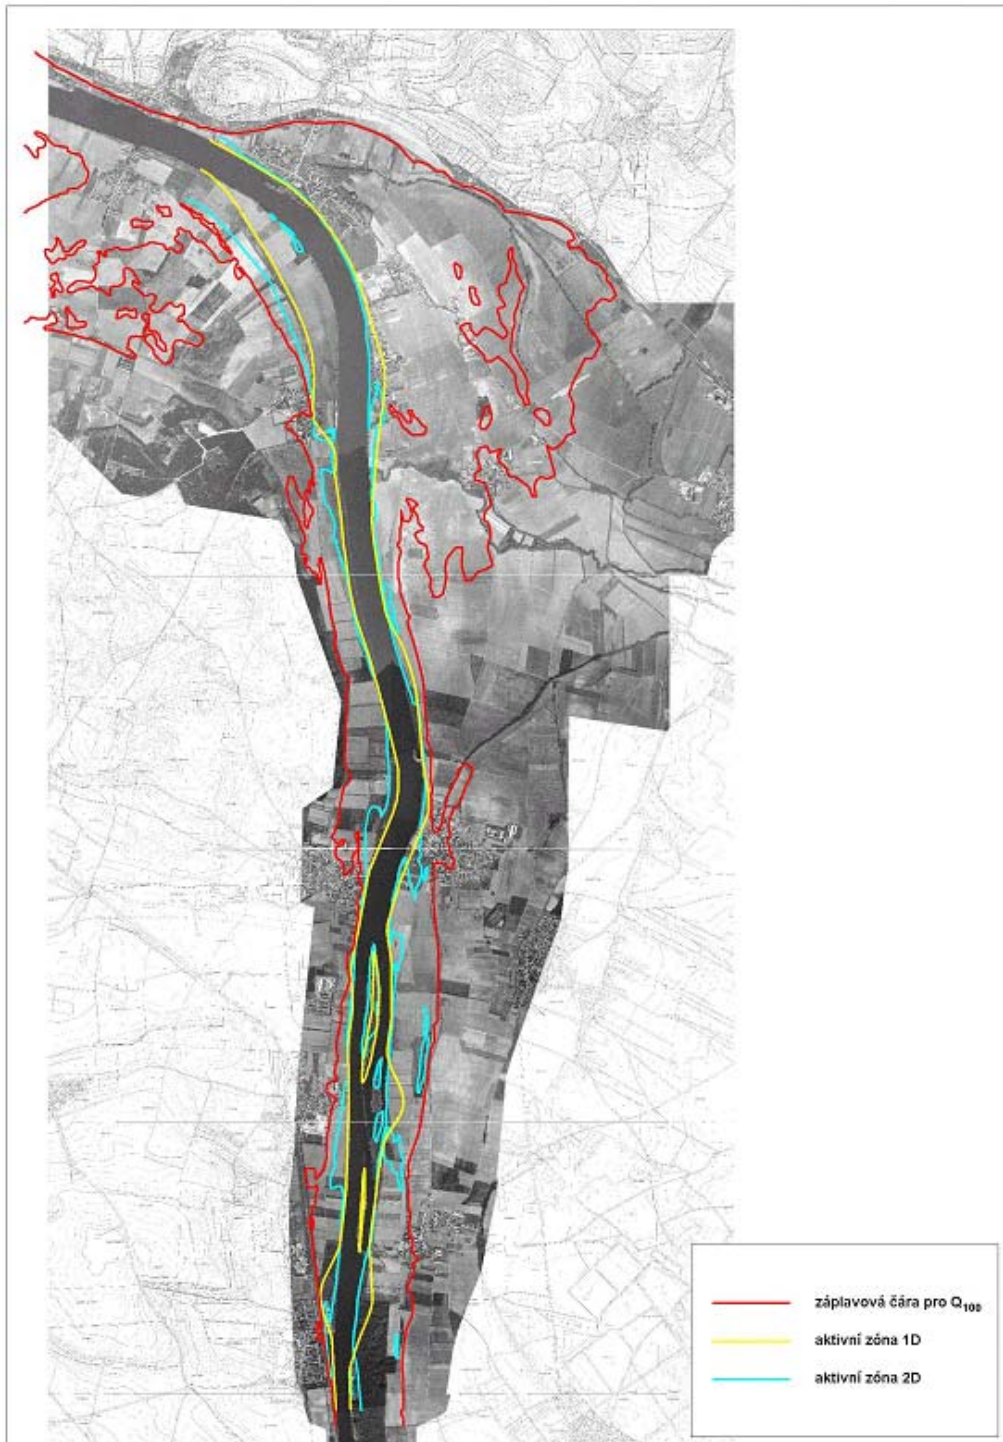 záplavová čára pro Q₁₀₀
aktivní zóna 1D
aktivní zóna 2D